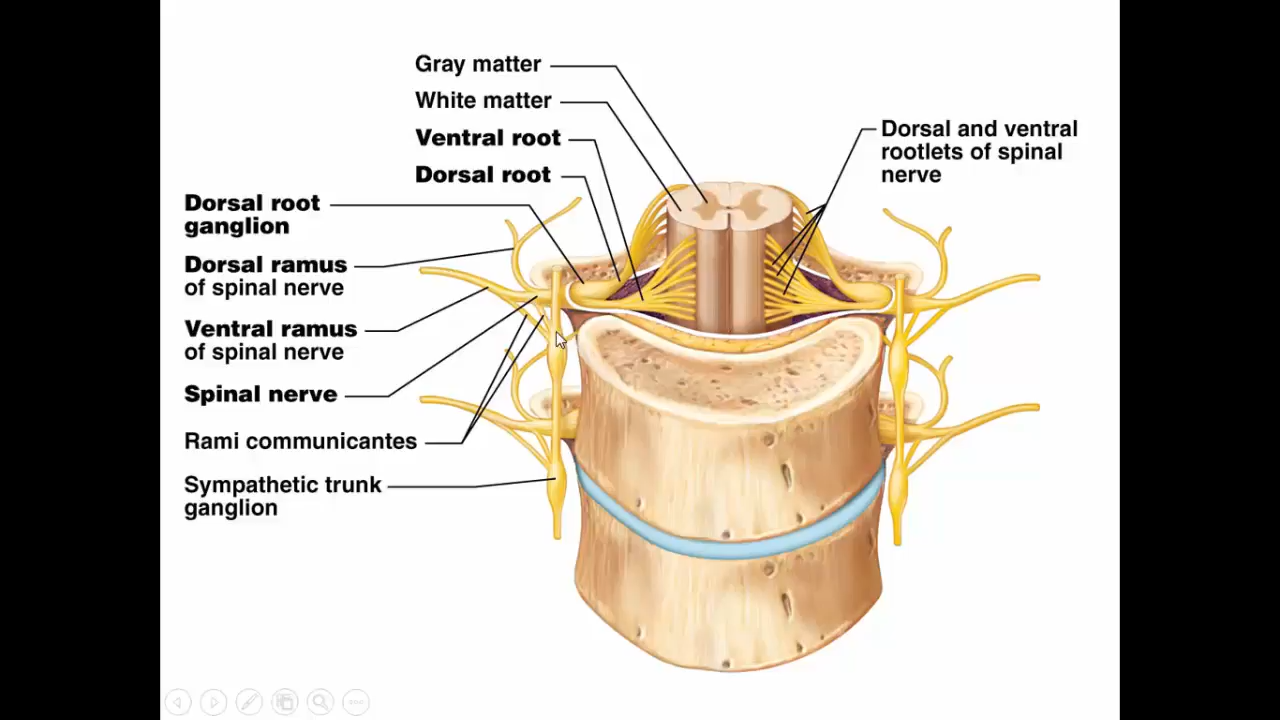 Gray matter
White matter
Ventral root
Dorsal root
Dorsal and ventral
rootlets of spinal
nerve
Dorsal root
ganglion
Dorsal ramus
of spinal nerve
Ventral ramus
of spinal nerve
Spinal nerve
Rami communicantes
Sympathetic trunk
ganglion